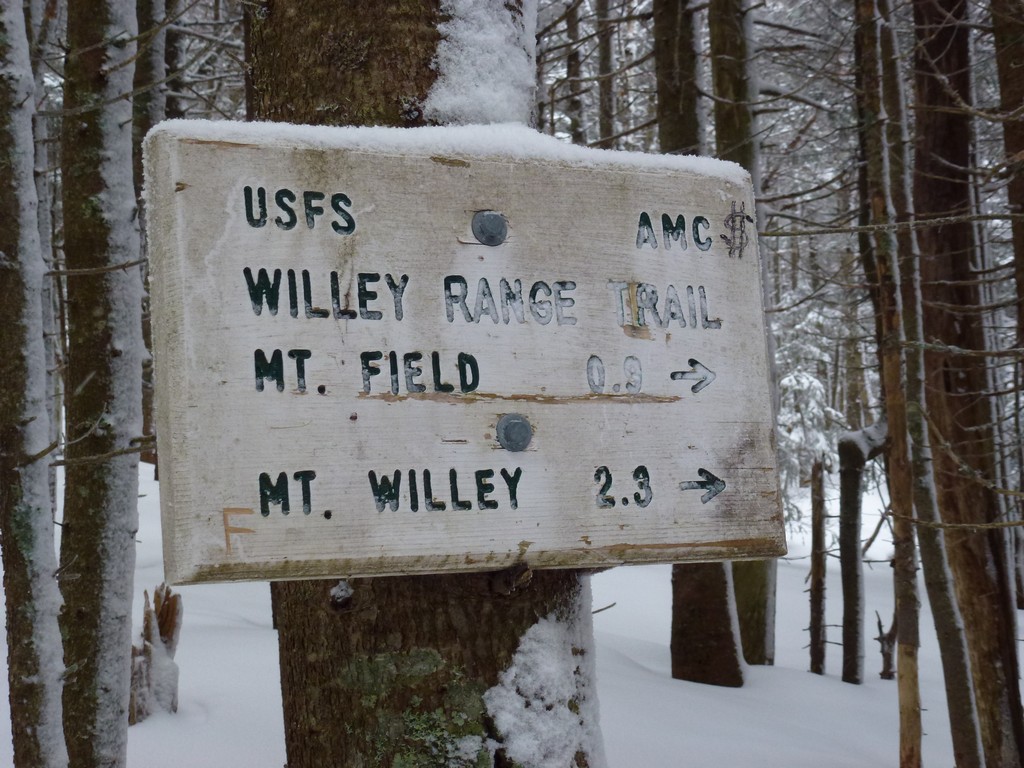 USFS AMC $
WILLEY RANGE TRAIL
MT. FIELD 0.9 →
MT. WILLEY 2.3 →
F